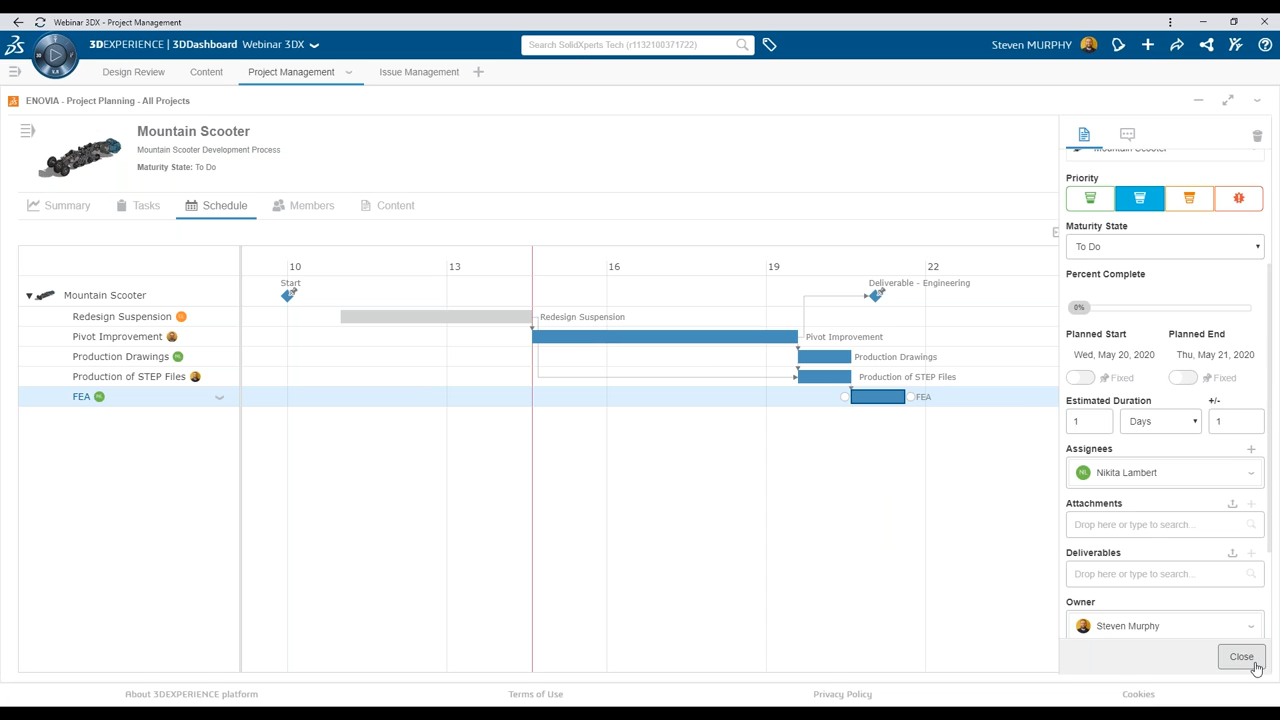 Webinar 3DX - Project Management
3DEXPERIENCE | 3DDashboard Webinar 3DX
Search SolidXperts Tech (r1132100371722)
Steven MURPHY
Design Review Content Project Management Issue Management
ENOVIA - Project Planning - All Projects
Mountain Scooter
Mountain Scooter Development Process
Maturity State: To Do
Summary Tasks Schedule Members Content
10 13 16 19 22
Start
Deliverable - Engineering
Mountain Scooter
Redesign Suspension
Redesign Suspension
Pivot Improvement
Pivot Improvement
Production Drawings NL
Production Drawings
Production of STEP Files
Production of STEP Files
FEA NL
FEA
Mountain Scooter
Priority
Maturity State
To Do
Percent Complete
0%
Planned Start Planned End
Wed, May 20, 2020 Thu, May 21, 2020
Fixed Fixed
Estimated Duration +/-
1 Days 1
Assignees
NL Nikita Lambert
Attachments
Drop here or type to search...
Deliverables
Drop here or type to search...
Owner
Steven Murphy
Close
About 3DEXPERIENCE platform Terms of Use Privacy Policy Cookies